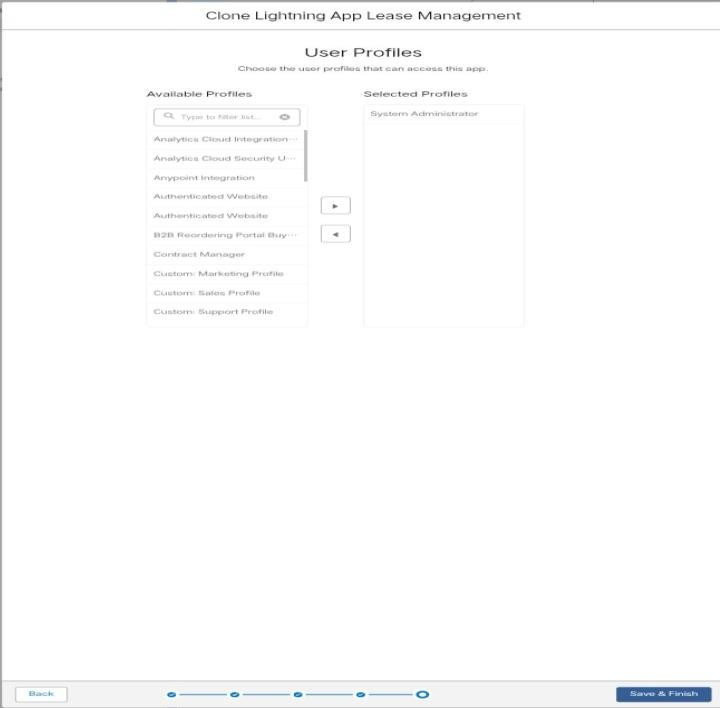 Clone Lightning App Lease Management
User Profiles
Choose the user profiles that can access this app.
Available Profiles
Selected Profiles
Type to filter list...
System Administrator
Analytics Cloud Integration...
Analytics Cloud Security U...
Anypoint Integration
Authenticated Website
Authenticated Website
B2B Reordering Portal Buy...
Contract Manager
Custom: Marketing Profile
Custom: Sales Profile
Custom: Support Profile
Back
Save & Finish